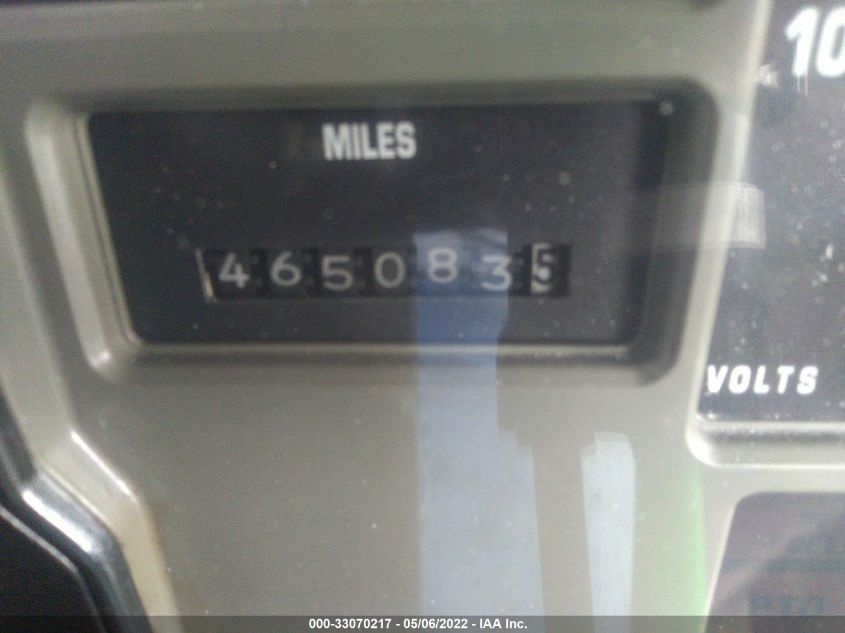 10
MILES
4650835
VOLTS
000-33070217 - 05/06/2022 - IAA Inc.